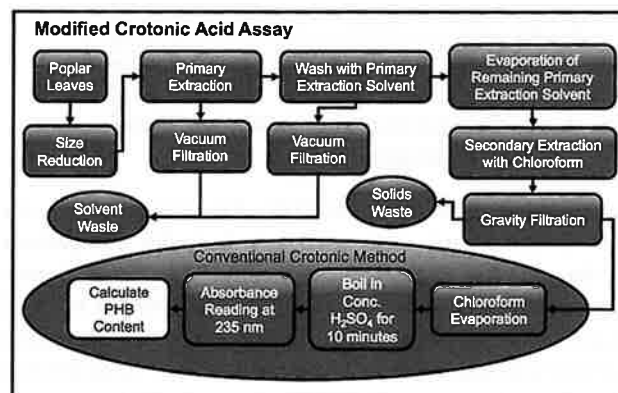 Modified Crotonic Acid Assay
Poplar
Leaves
Size
Reduction
Primary
Extraction
Wash with Primary
Extraction Solvent
Evaporation of
Remaining Primary
Extraction Solvent
Vacuum
Filtration
Vacuum
Filtration
Secondary Extraction
with Chloroform
Solvent
Waste
Solids
Waste
Gravity Filtration
Conventional Crotonic Method
Calculate
PHB
Content
Absorbance
Reading at
235 nm
Boil in
Conc.
H₂SO₄ for
10 minutes
Chloroform
Evaporation